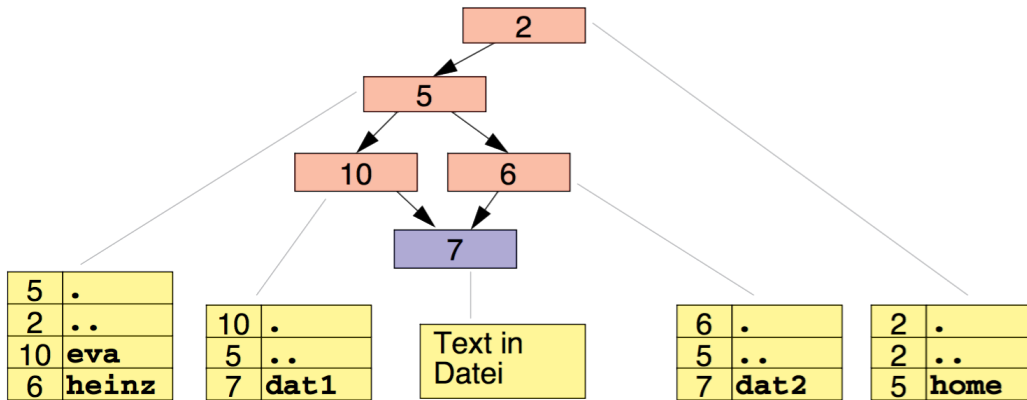 2
5
10
6
7
5 .
2 ..
10 eva
6 heinz
10 .
5 ..
7 dat1
Text in
Datei
6 .
5 ..
7 dat2
2 .
2 ..
5 home